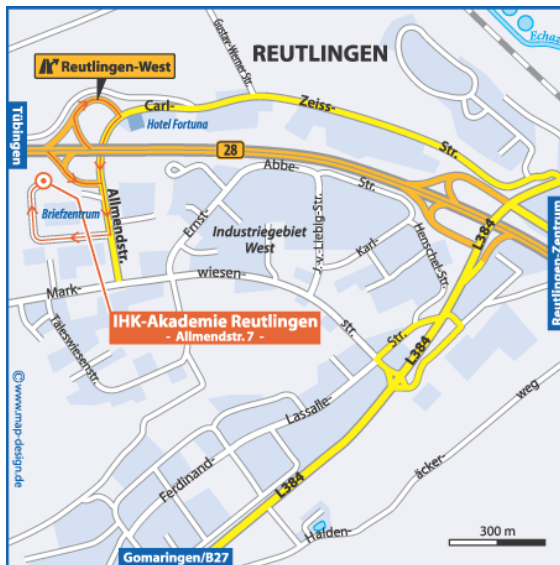 Echaz
Gustav-Werner-Str.
REUTLINGEN
Reutlingen-West
Carl-
Zeiss-
Str.
Hotel Fortuna
Tübingen
28
Abbe-
Str.
Ernst-
Briefzentrum
Allmendstr.
Industriegebiet
West
J.-v.-Liebig-Str.
Karl-
Henschel-Str.
L384
Reutlingen-Zentrum
Mark-
wiesen-
str.
IHK-Akademie Reutlingen
- Allmendstr. 7 -
Taleswiesenstr.
Str.
L384
Lassalle-
Ferdinand-
weg
äcker-
Halden-
L384
© www.map-design.de
300 m
Gomaringen/B27